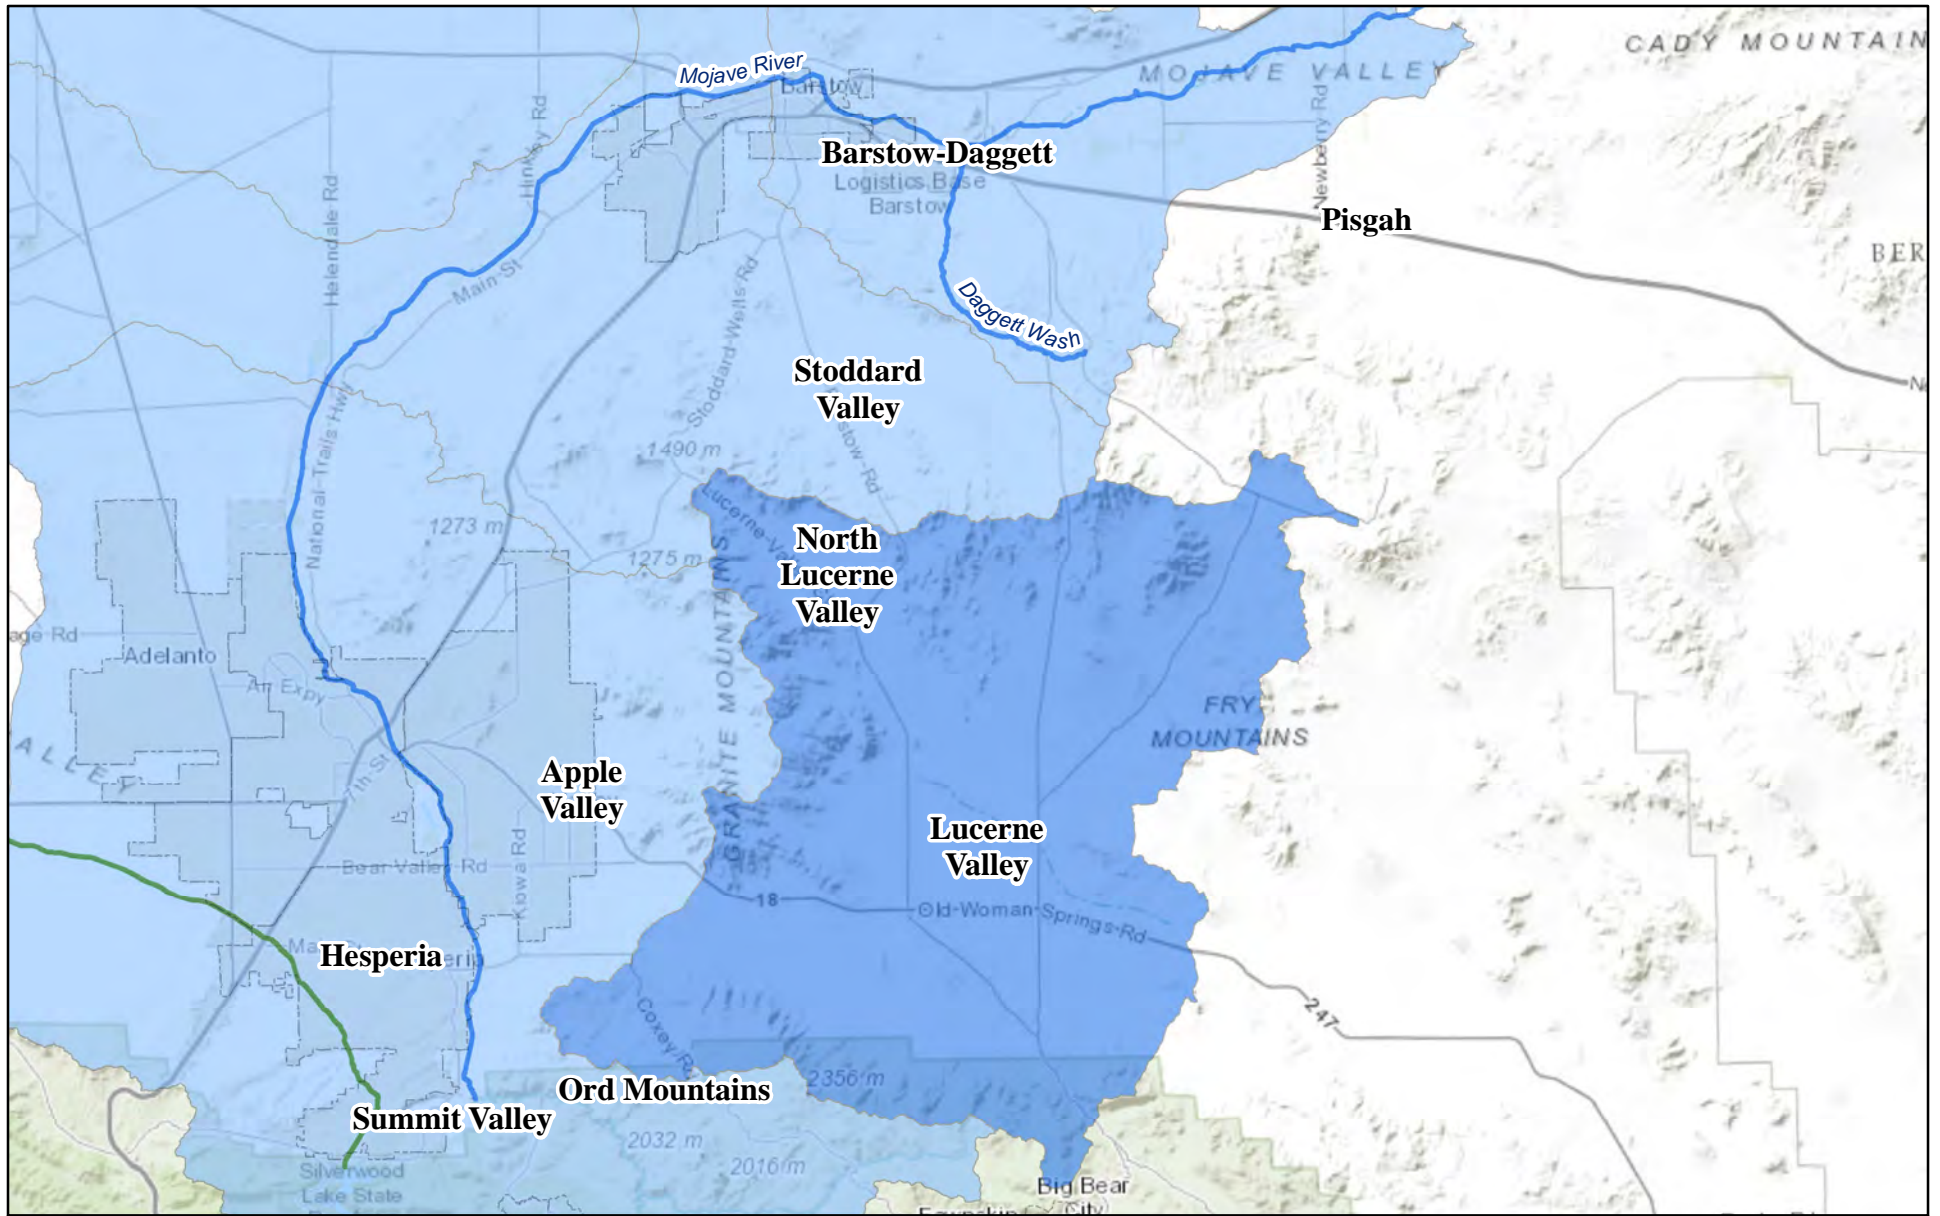 CADY MOUNTAIN
Mojave River
MOJAVE VALLEY
Barstow
Hinkley Rd
Newberry Rd
Barstow-Daggett
Logistics Base
Barstow
Helendale Rd
Pisgah
BER
Main-St
Stoddard-Wells-Rd
Daggett Wash
Stoddard
Valley
National-Trails-Hwy
1490 m
1273 m
1275 m
North
Lucerne
Valley
GRANITE MOUNTAINS
age Rd
Adelanto
Air Expy
FRY
MOUNTAINS
ALLEY
7th-St
Apple
Valley
Lucerne
Valley
Bear-Valley-Rd
Kiowa Rd
18
Old-Woman-Springs-Rd
Hesperia
247
Coxey-Rd
Ord Mountains
2356 m
Summit Valley
2032 m
2016 m
Silverwood
Lake State
Big Bear
City